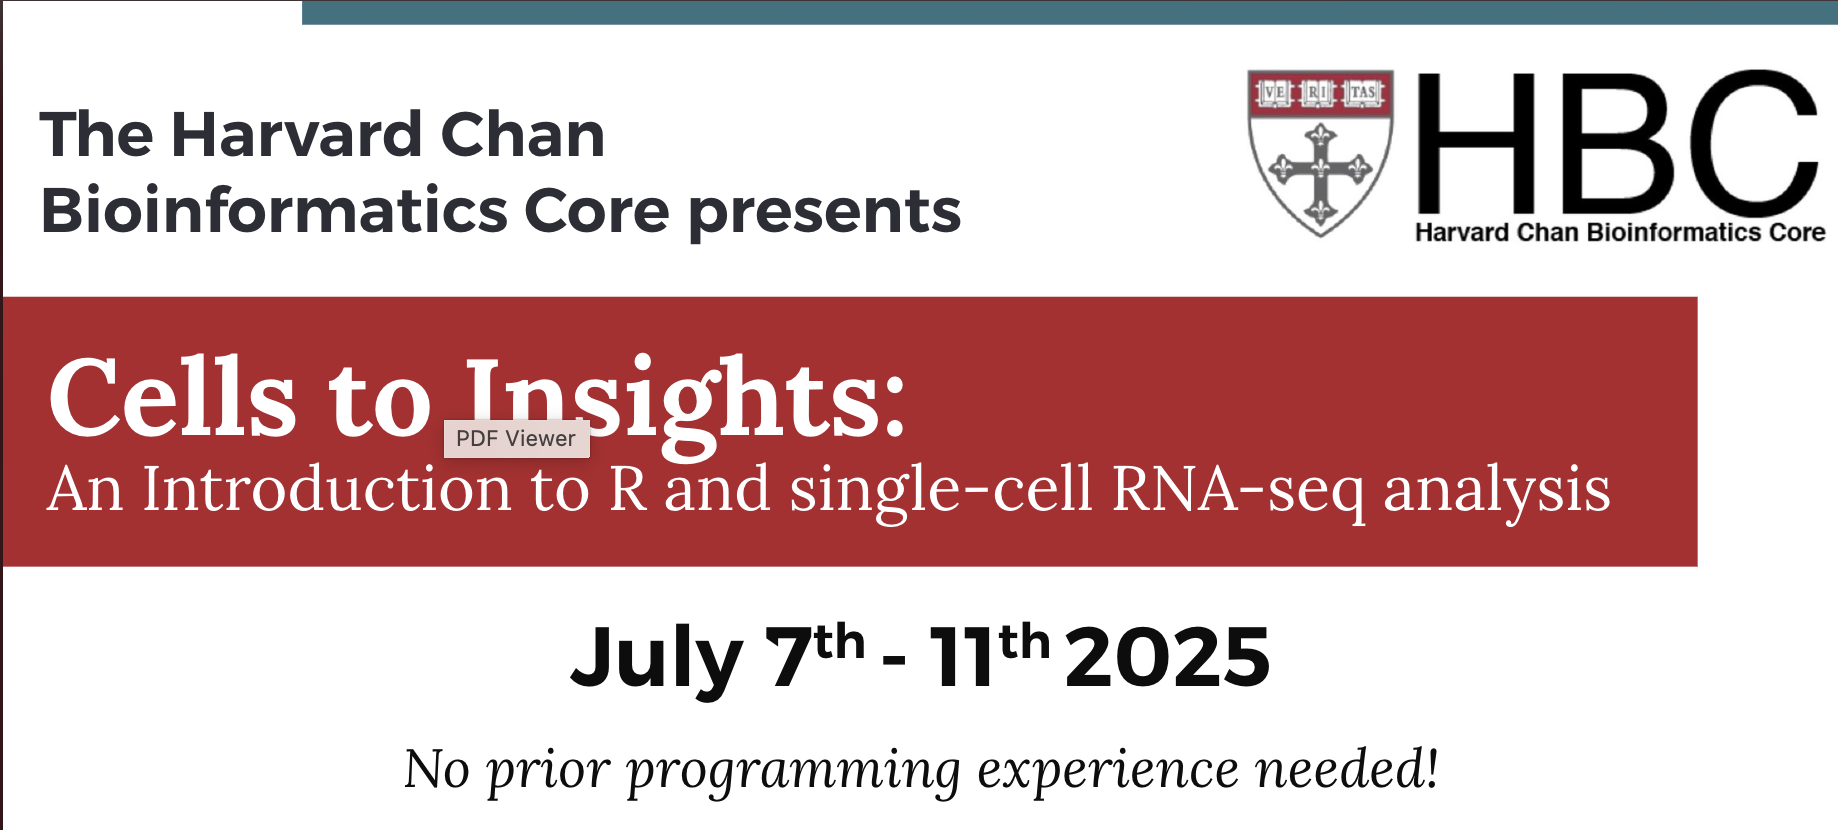 The Harvard Chan
Bioinformatics Core presents
VE RI TAS
HBC
Harvard Chan Bioinformatics Core
Cells to Insights:
PDF Viewer
An Introduction to R and single-cell RNA-seq analysis
July 7th - 11th 2025
No prior programming experience needed!